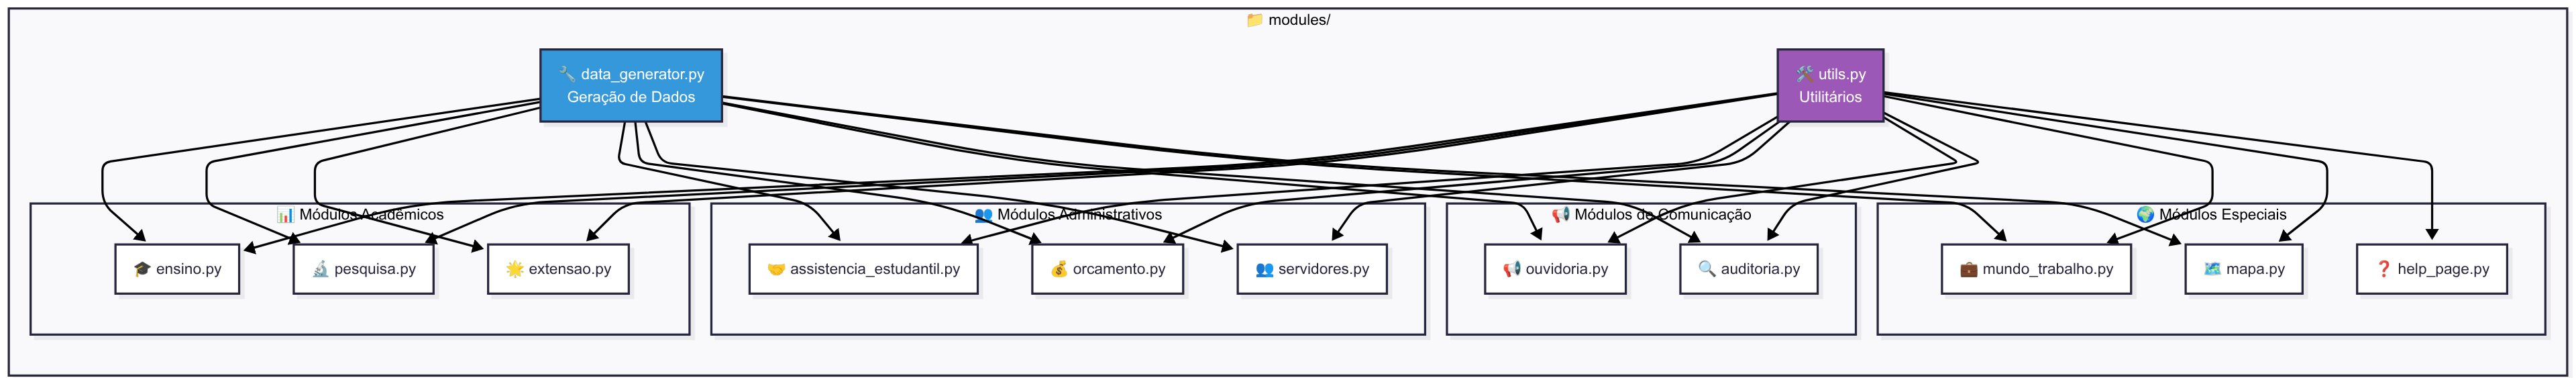 📁 modules/
🔧 data_generator.py
Geração de Dados
🛠️ utils.py
Utilitários
📊 Módulos Acadêmicos
👥 Módulos Administrativos
📢 Módulos de Comunicação
🌍 Módulos Especiais
🎓 ensino.py
🔬 pesquisa.py
🌟 extensao.py
🤝 assistencia_estudantil.py
💰 orcamento.py
👥 servidores.py
📢 ouvidoria.py
🔍 auditoria.py
💼 mundo_trabalho.py
🗺️ mapa.py
❓ help_page.py